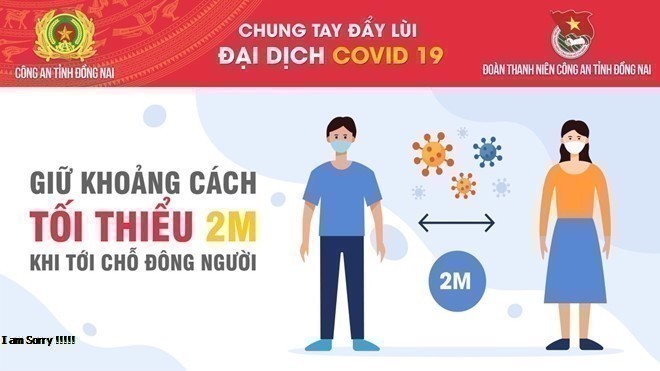 CHUNG TAY ĐẨY LÙI
ĐẠI DỊCH COVID 19
CÔNG AN TỈNH ĐỒNG NAI
ĐOÀN THANH NIÊN CÔNG AN TỈNH ĐỒNG NAI
GIỮ KHOẢNG CÁCH
TỐI THIỂU 2M
KHI TỚI CHỖ ĐÔNG NGƯỜI
2M
I am Sorry !!!!!